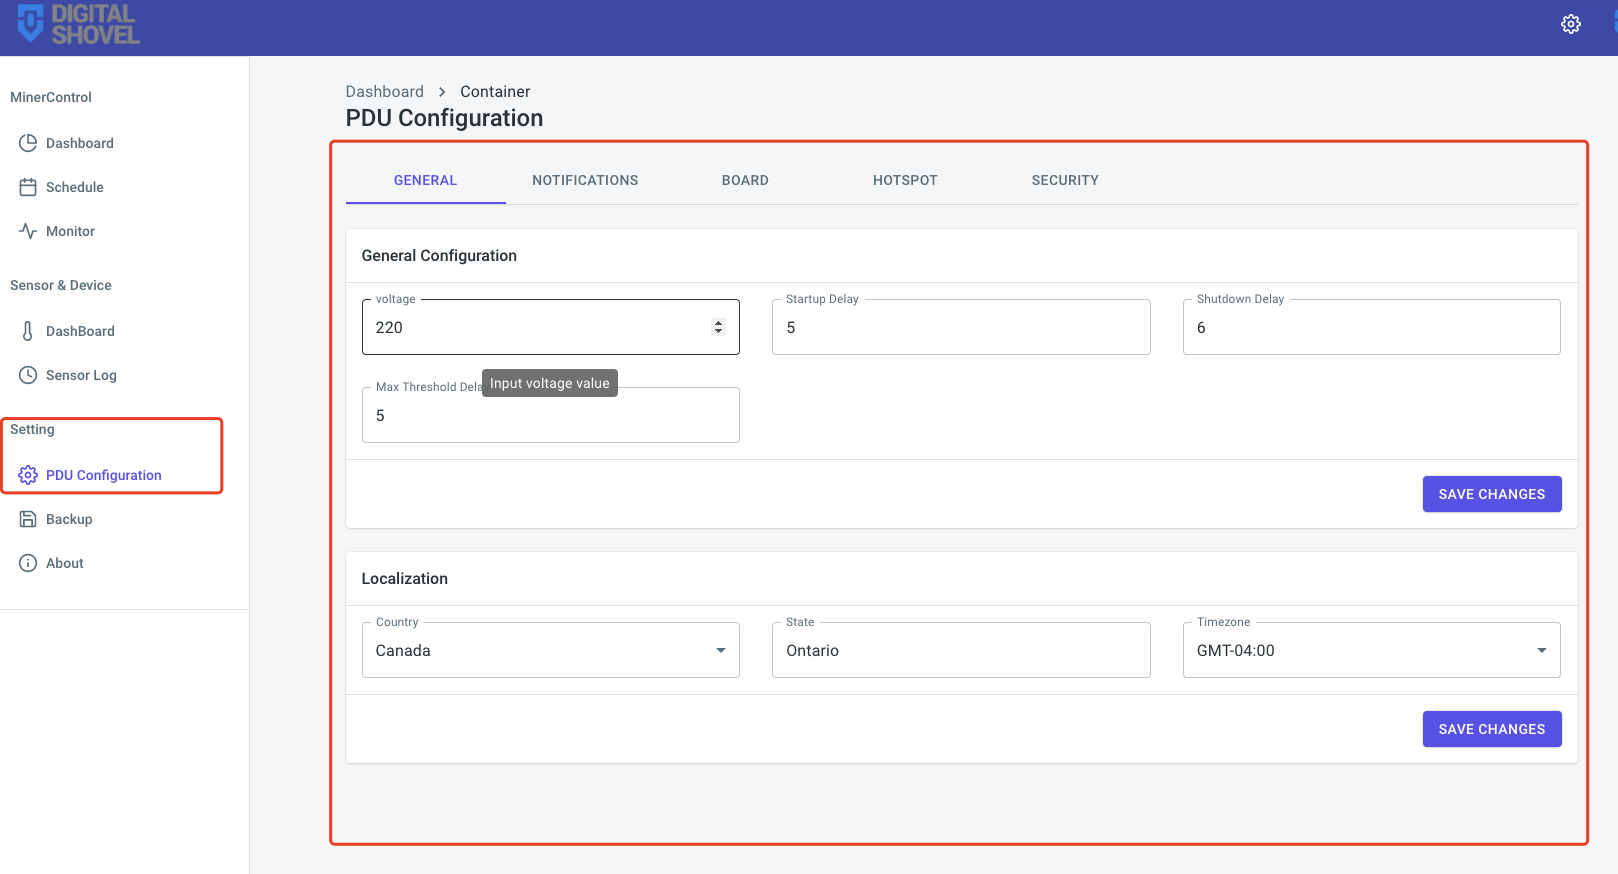 DIGITAL
SHOVEL
MinerControl
Dashboard
Schedule
Monitor
Sensor & Device
DashBoard
Sensor Log
Setting
PDU Configuration
Backup
About
Dashboard > Container
PDU Configuration
GENERAL NOTIFICATIONS BOARD HOTSPOT SECURITY
General Configuration
voltage Startup Delay Shutdown Delay
220 5 6
Input voltage value
Max Threshold
5
SAVE CHANGES
Localization
Country State Timezone
Canada Ontario GMT-04:00
SAVE CHANGES